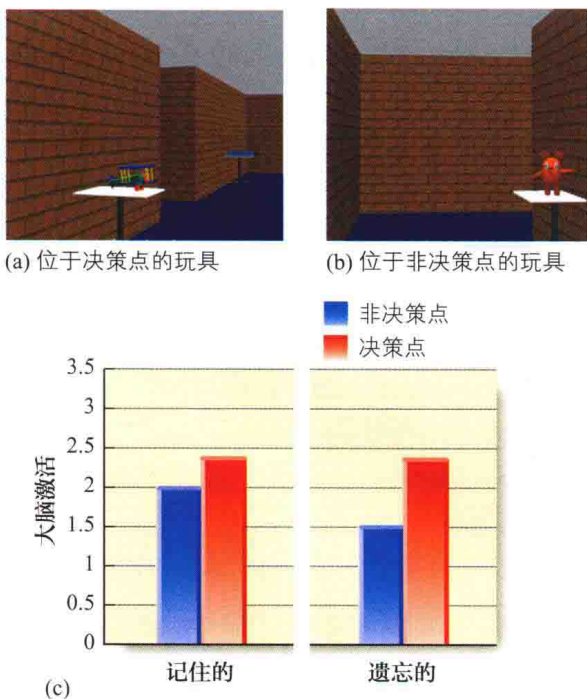 (a) 位于决策点的玩具
(b) 位于非决策点的玩具
非决策点
决策点
3.5
3
2.5
2
1.5
1
0.5
0
大脑激活
记住的
遗忘的
(c)